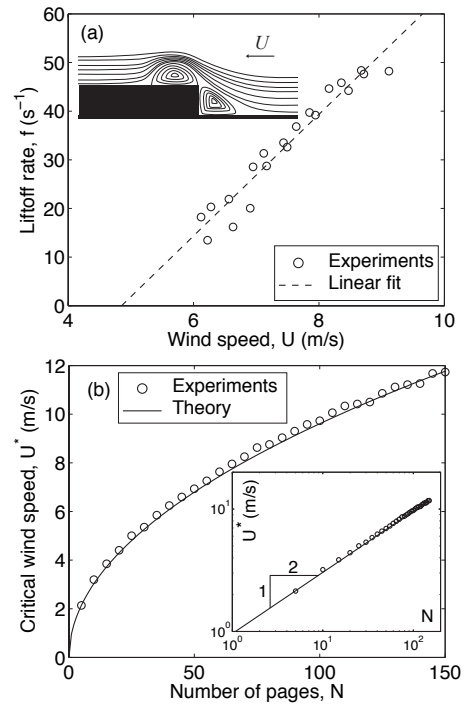 60
(a)
U
50
40
30
20
10
0
Liftoff rate, f (s⁻¹)
Experiments
Linear fit
4 6 8 10
Wind speed, U (m/s)
12
(b)
Experiments
Theory
10
8
6
4
2
0
Critical wind speed, U* (m/s)
10¹
U* (m/s)
2
1
10⁰
10⁰ 10¹ 10²
N
0 50 100 150
Number of pages, N